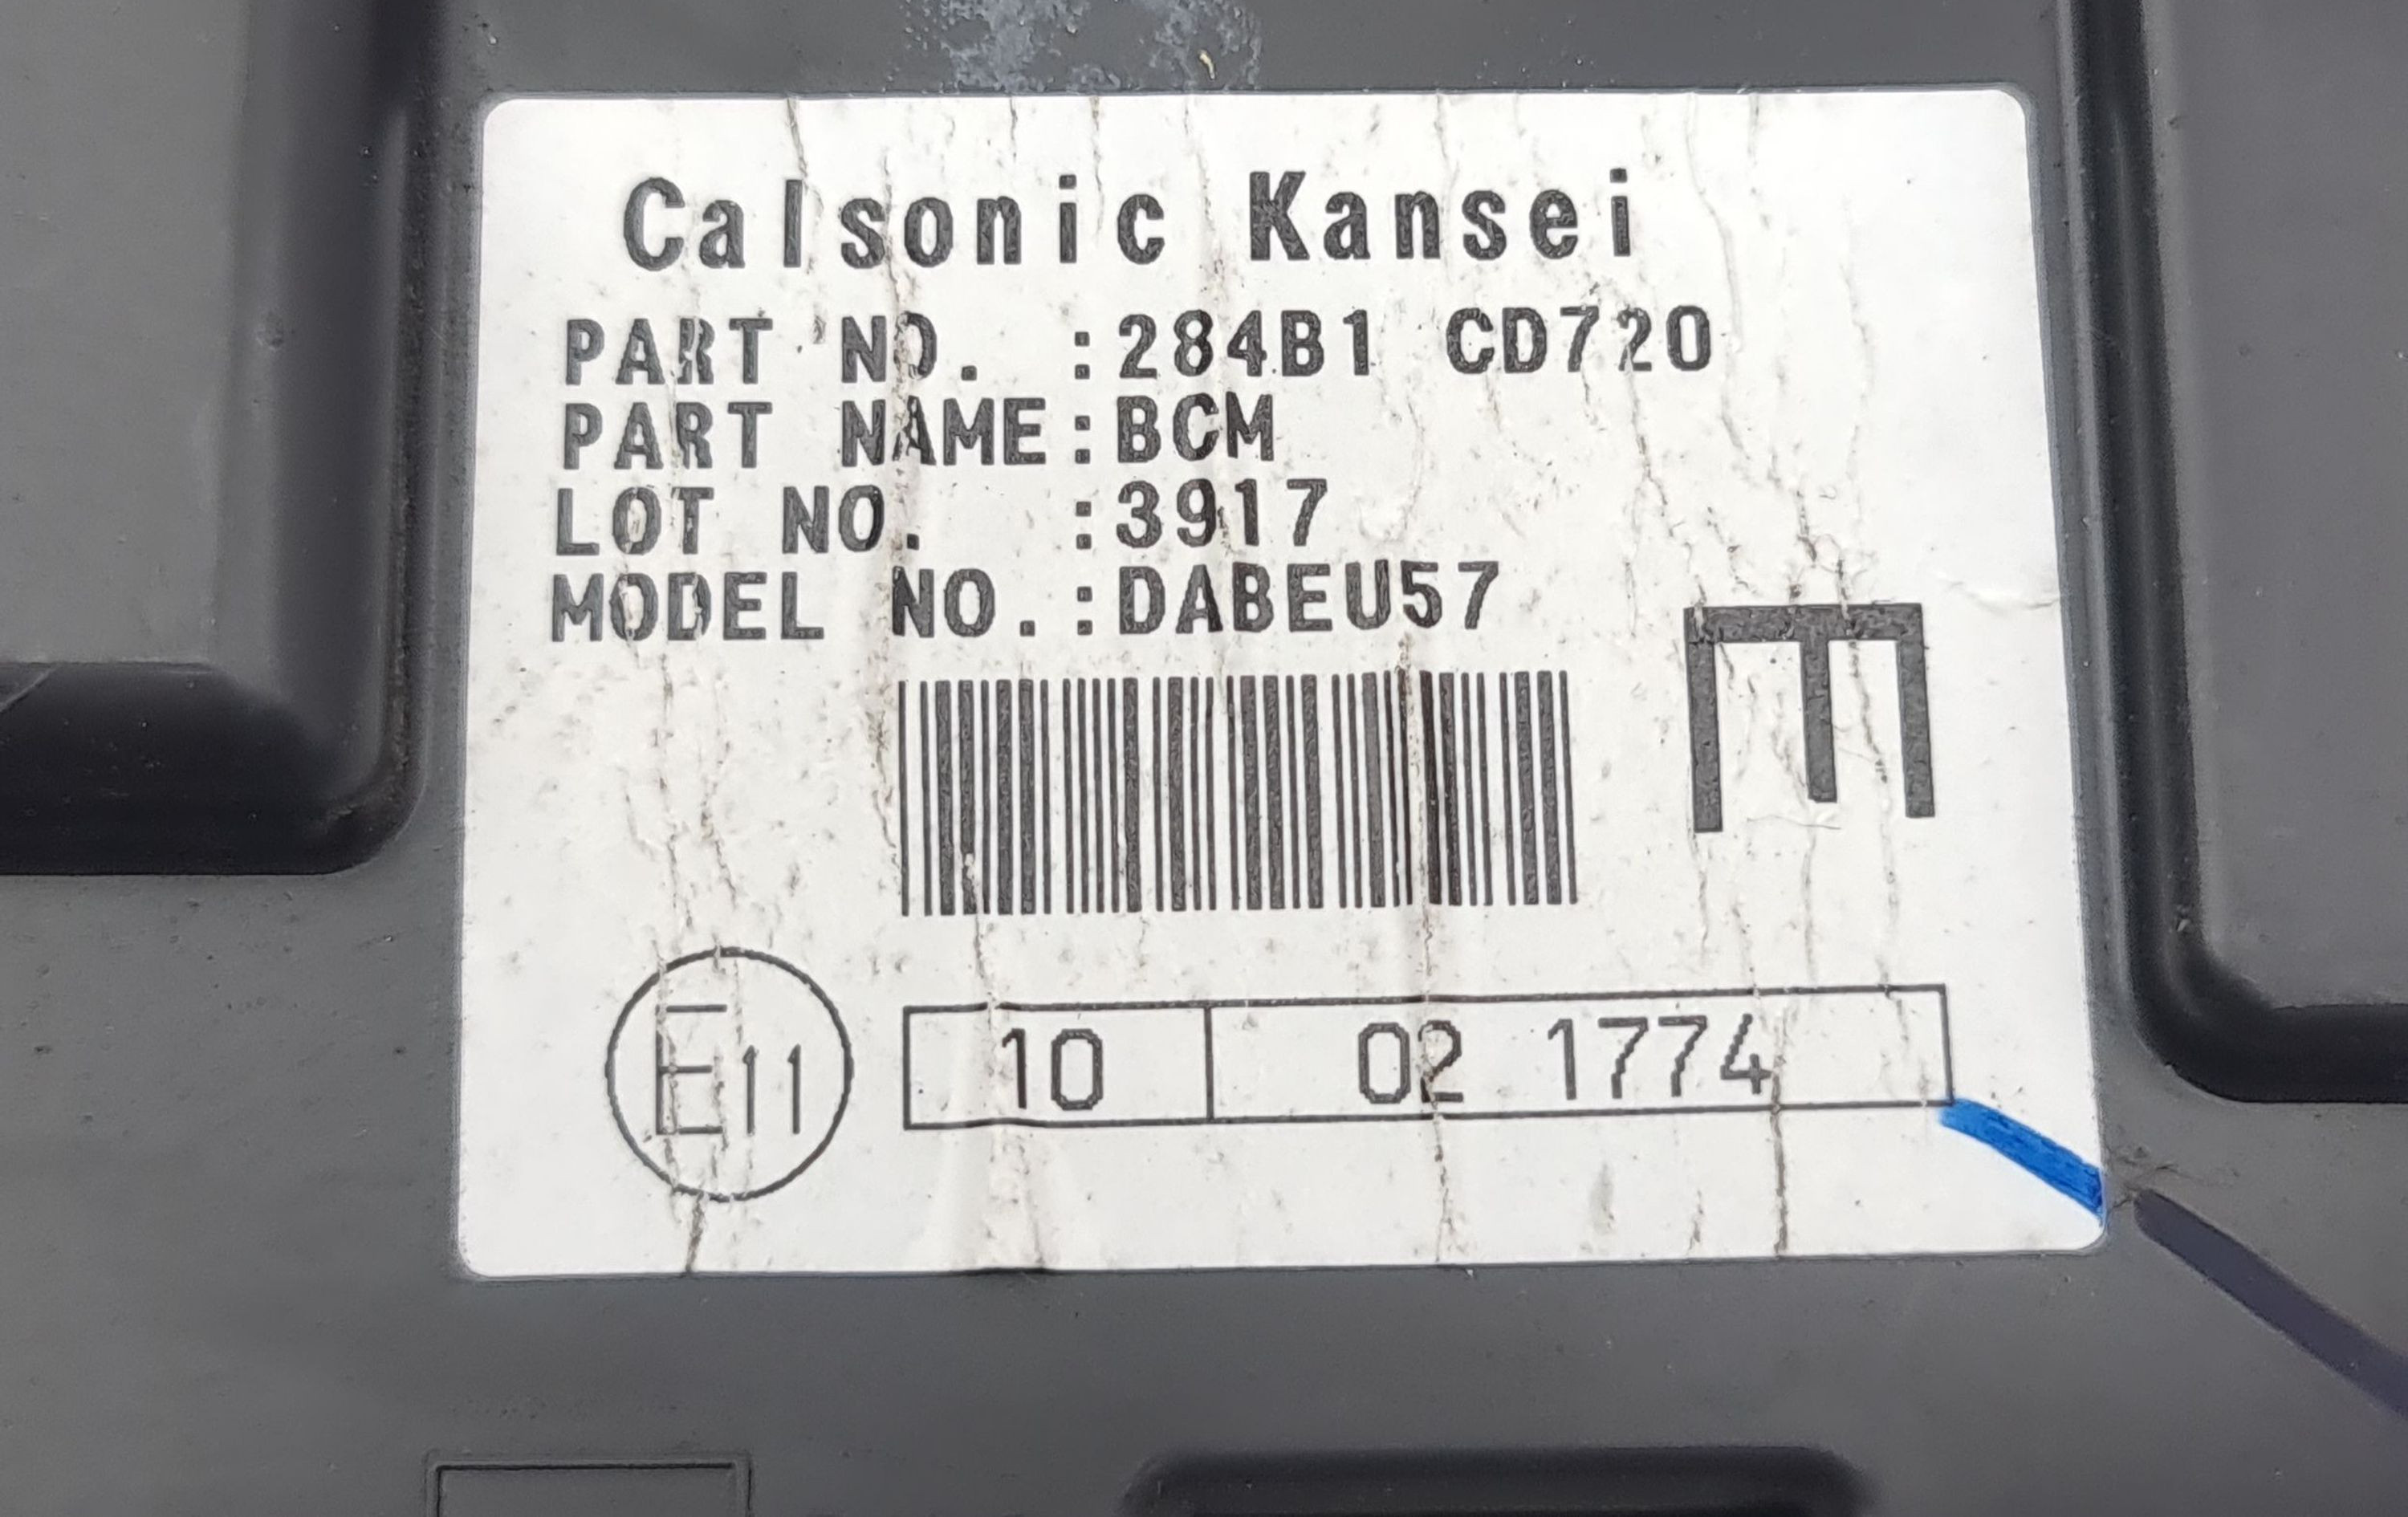 Calsonic Kansei
PART NO. :284B1 CD720
PART NAME:BCM
LOT NO. :3917
MODEL NO.:DABEU57
E
E11 10 02 1774